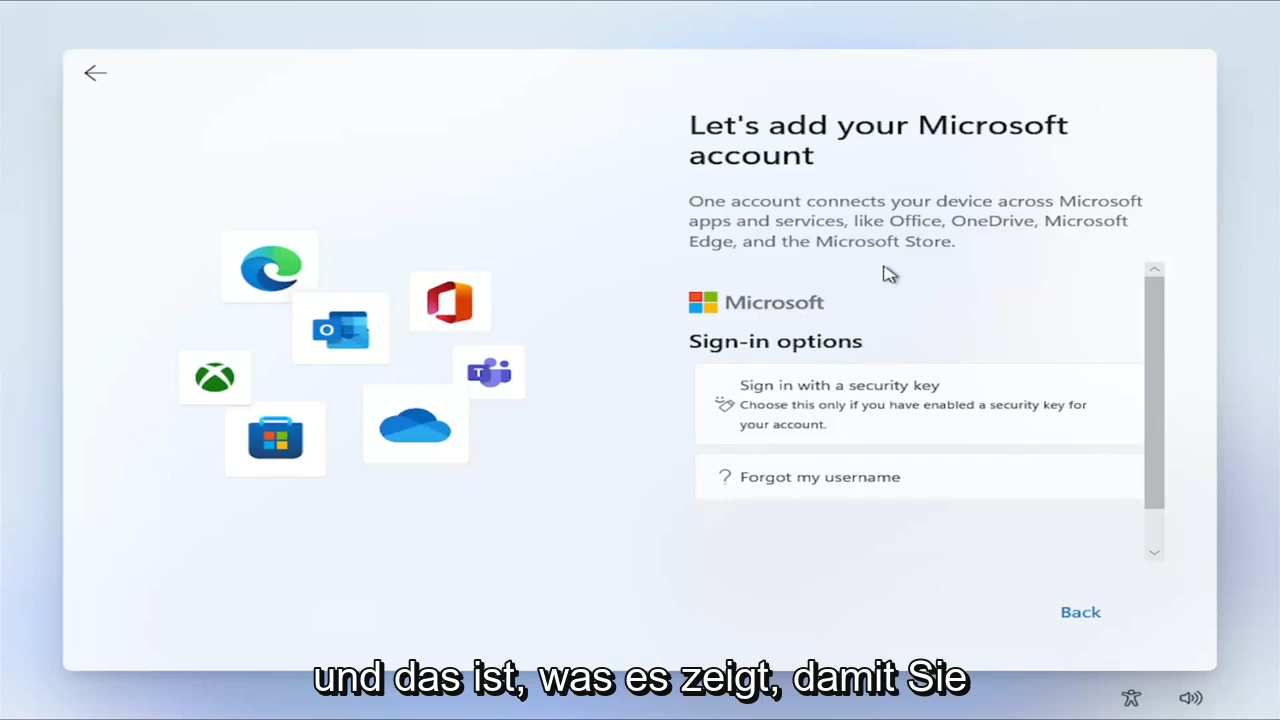 Let's add your Microsoft
account
One account connects your device across Microsoft
apps and services, like Office, OneDrive, Microsoft
Edge, and the Microsoft Store.
Microsoft
Sign-in options
Sign in with a security key
Choose this only if you have enabled a security key for
your account.
? Forgot my username
Back
und das ist, was es zeigt, damit Sie